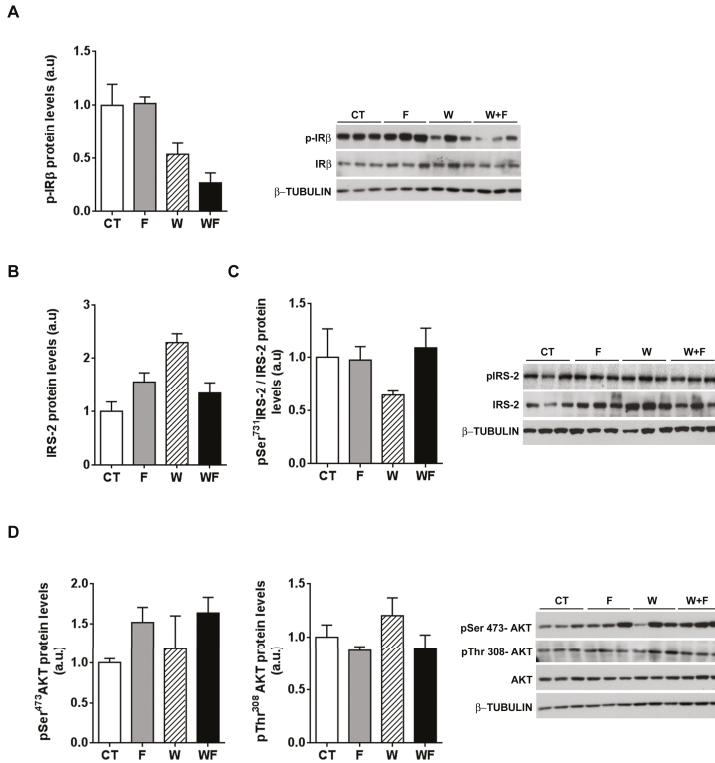 A
p-IRβ protein levels (a.u)
1.5
1.0
0.5
0.0
CT F W WF
CT F W W+F
p-IRβ
IRβ
β-TUBULIN
B
IRS-2 protein levels (a.u)
3
2
1
0
CT F W WF
C
pSer731IRS-2 / IRS-2 protein
levels (a.u)
1.5
1.0
0.5
0.0
CT F W WF
CT F W W+F
pIRS-2
IRS-2
β-TUBULIN
D
pSer473AKT protein levels
(a.u.)
2.0
1.5
1.0
0.5
0.0
CT F W WF
pThr308 AKT protein levels
(a.u.)
1.5
1.0
0.5
0.0
CT F W WF
CT F W W+F
pSer 473- AKT
pThr 308- AKT
AKT
β-TUBULIN